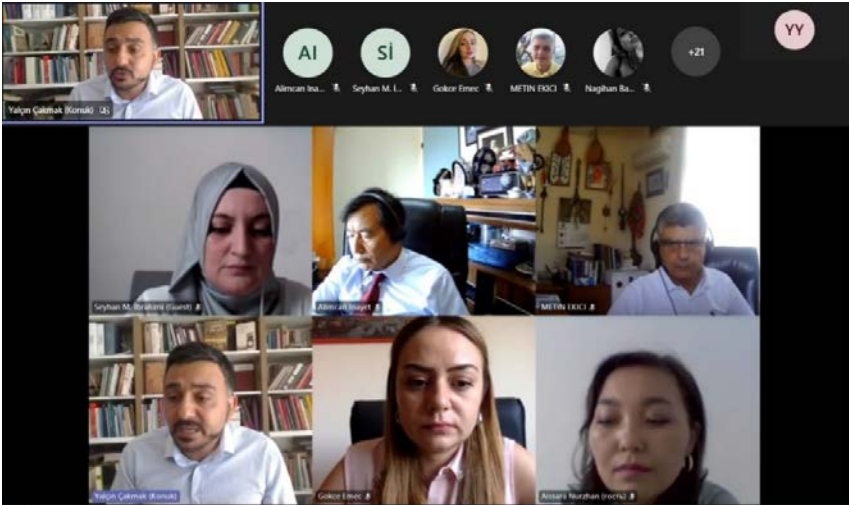 Yalçın Çakmak (Konuk)
AI
Alimcan Ina...
Sİ
Seyhan M. İ...
Gokce Emec
METIN EKICI
Nagihan Ba...
+21
YY
Seyhan M. İbrahimi (Guest)
Alimcan Inayet
METIN EKICI
Yalçın Çakmak (Konuk)
Gokce Emec
Nurzhan (гость)